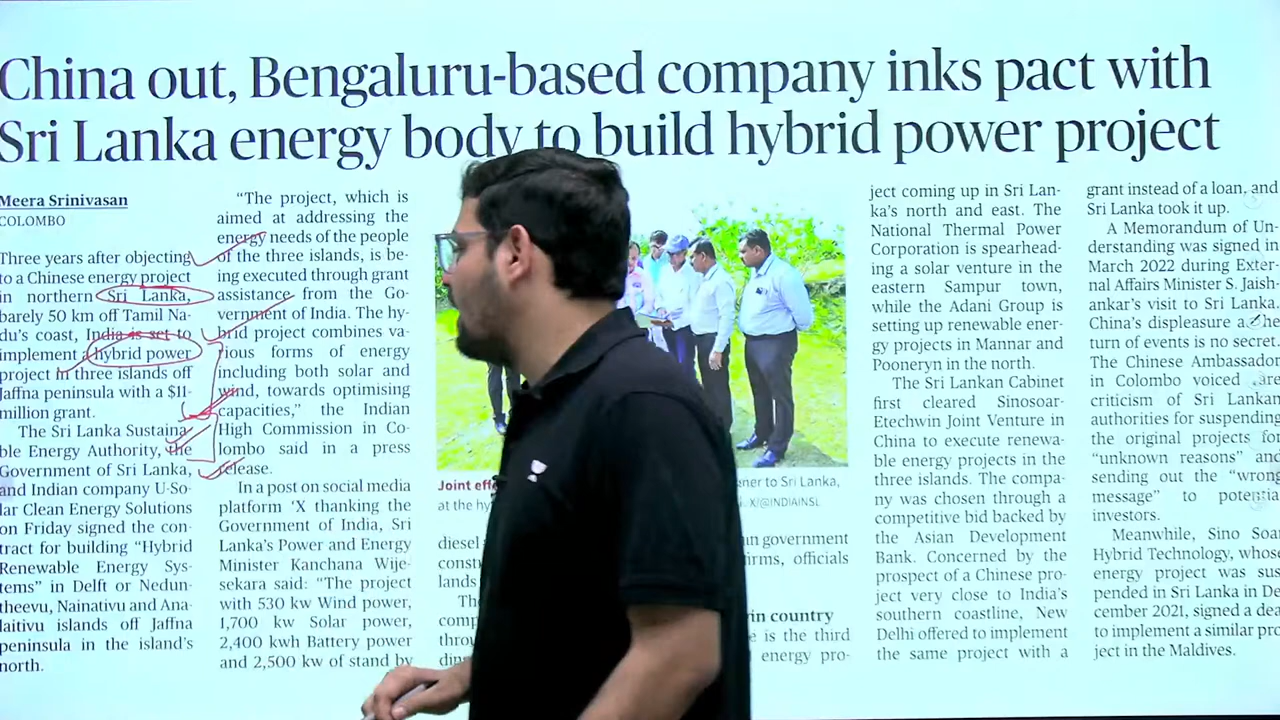 China out, Bengaluru-based company inks pact with
Sri Lanka energy body to build hybrid power project
Meera Srinivasan
COLOMBO
Three years after objecting
to a Chinese energy project
in northern Sri Lanka,
barely 50 km off Tamil Na-
du's coast, India is set to
implement a hybrid power
project in three islands off
Jaffna peninsula with a $11-
million grant.
The Sri Lanka Sustaina-
ble Energy Authority, the
Government of Sri Lanka,
and Indian company U-So-
lar Clean Energy Solutions
on Friday signed the con-
tract for building "Hybrid
Renewable Energy Sys-
tems" in Delft or Nedun-
theevu, Nainativu and Ana-
laitivu islands off Jaffna
peninsula in the island's
north.
"The project, which is
aimed at addressing the
energy needs of the people
of the three islands, is be-
ing executed through grant
assistance from the Go-
vernment of India. The hy-
brid project combines va-
rious forms of energy
including both solar and
wind, towards optimising
capacities," the Indian
High Commission in Co-
lombo said in a press
release.
In a post on social media
platform 'X thanking the
Government of India, Sri
Lanka's Power and Energy
Minister Kanchana Wije-
sekara said: "The project
with 530 kw Wind power,
1,700 kw Solar power,
2,400 kwh Battery power
and 2,500 kw of stand by
Joint
to Sri Lanka,
at the
X/@INDIAINSL
diesel
government
officials
lands
in country
is the third
energy pro-
ject coming up in Sri Lan-
ka's north and east. The
National Thermal Power
Corporation is spearhead-
ing a solar venture in the
eastern Sampur town,
while the Adani Group is
setting up renewable ener-
gy projects in Mannar and
Pooneryn in the north.
The Sri Lankan Cabinet
first cleared Sinosoar-
Etechwin Joint Venture in
China to execute renewa-
ble energy projects in the
three islands. The compa-
ny was chosen through a
competitive bid backed by
the Asian Development
Bank. Concerned by the
prospect of a Chinese pro-
ject very close to India's
southern coastline, New
Delhi offered to implement
the same project with a
grant instead of a loan, and
Sri Lanka took it up.
A Memorandum of Un-
derstanding was signed in
March 2022 during Exter-
nal Affairs Minister S. Jaish-
ankar's visit to Sri Lanka.
China's displeasure at the
turn of events is no secret.
The Chinese Ambassador
in Colombo voiced rare
criticism of Sri Lankan
authorities for suspending
the original projects for
"unknown reasons" and
sending out the "wrong
message" to potential
investors.
Meanwhile, Sino Soar
Hybrid Technology, whose
energy project was sus-
pended in Sri Lanka in De-
cember 2021, signed a deal
to implement a similar pro-
ject in the Maldives.